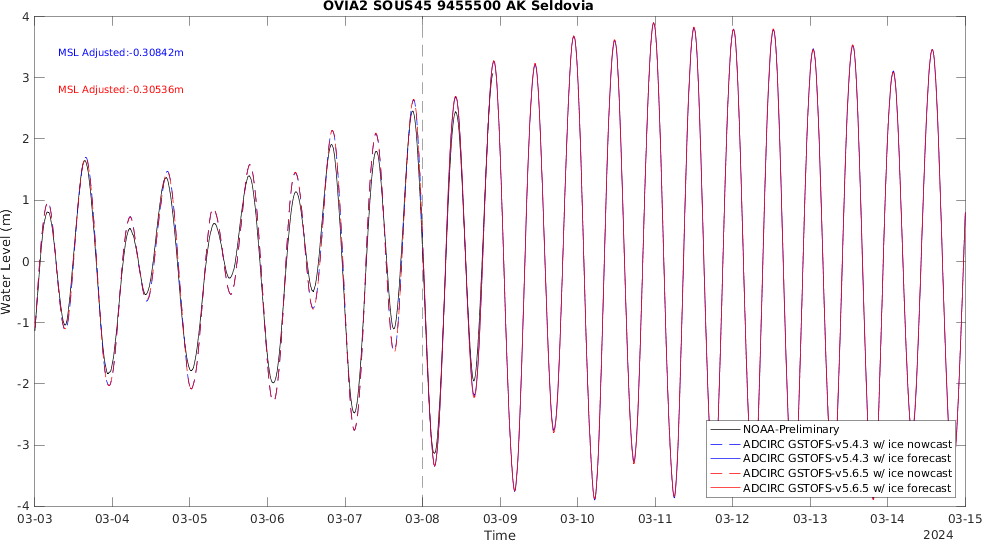 OVIA2 SOUS45 9455500 AK Seldovia
MSL Adjusted:-0.30842m
MSL Adjusted:-0.30536m
Water Level (m)
4
3
2
1
0
-1
-2
-3
-4
NOAA-Preliminary
ADCIRC GSTOFS-v5.4.3 w/ ice nowcast
ADCIRC GSTOFS-v5.4.3 w/ ice forecast
ADCIRC GSTOFS-v5.6.5 w/ ice nowcast
ADCIRC GSTOFS-v5.6.5 w/ ice forecast
03-03 03-04 03-05 03-06 03-07 03-08 03-09 03-10 03-11 03-12 03-13 03-14 03-15
Time
2024